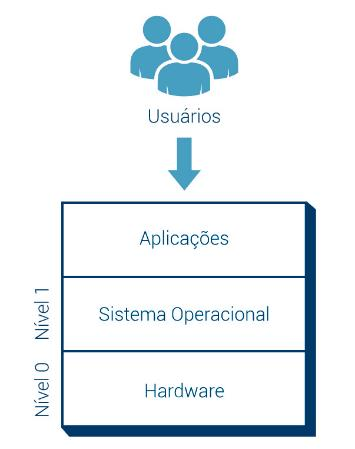 Usuários
Aplicações
Nível 1
Sistema Operacional
Nível 0
Hardware